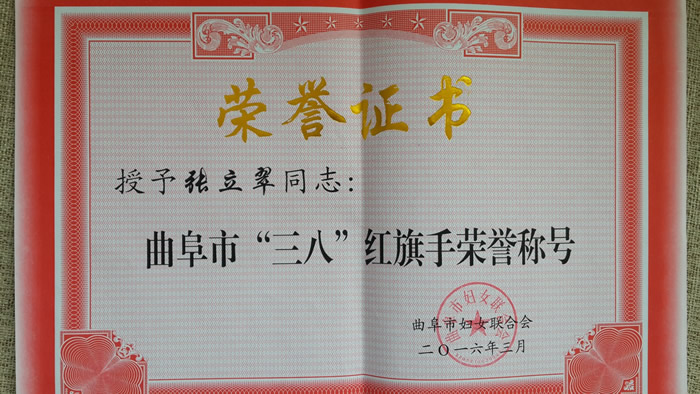 荣誉证书
授予张立翠同志：
曲阜市“三八”红旗手荣誉称号
曲阜市妇女联合会
二〇一六年三月